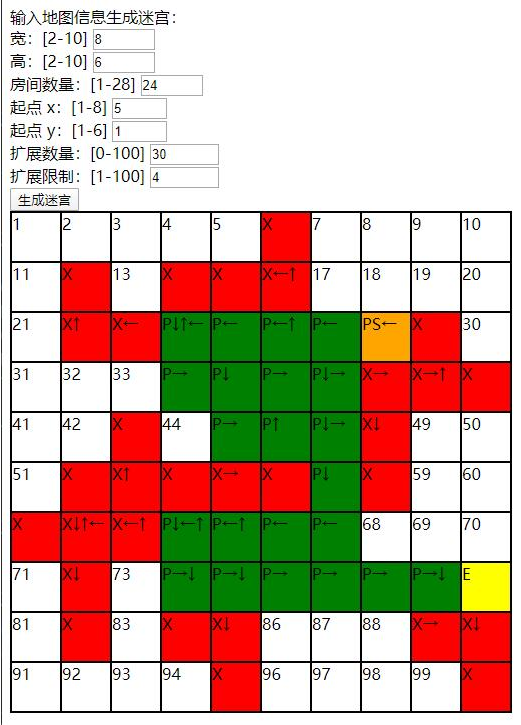 输入地图信息生成迷宫：
宽：[2-10] 8
高：[2-10] 6
房间数量：[1-28] 24
起点 x：[1-8] 5
起点 y：[1-6] 1
扩展数量：[0-100] 30
扩展限制：[1-100] 4
生成迷宫
1 2 3 4 5 X 7 8 9 10
11 X 13 X X X←↑ 17 18 19 20
21 X↑ X← P↓↑← P← P←↑ P← PS← X 30
31 32 33 P→ P↓ P→ P↓→ X→ X→↑ X
41 42 X 44 P→ P↑ P↓→ X↓ 49 50
51 X X↑ X X→ X P↓ X 59 60
X X↓↑← X←↑ P↓←↑ P←↑ P← P← 68 69 70
71 X↓ 73 P→↓ P→↓ P→ P→ P→ P→↓ E
81 X 83 X X↓ 86 87 88 X→ X↓
91 92 93 94 X 96 97 98 99 X